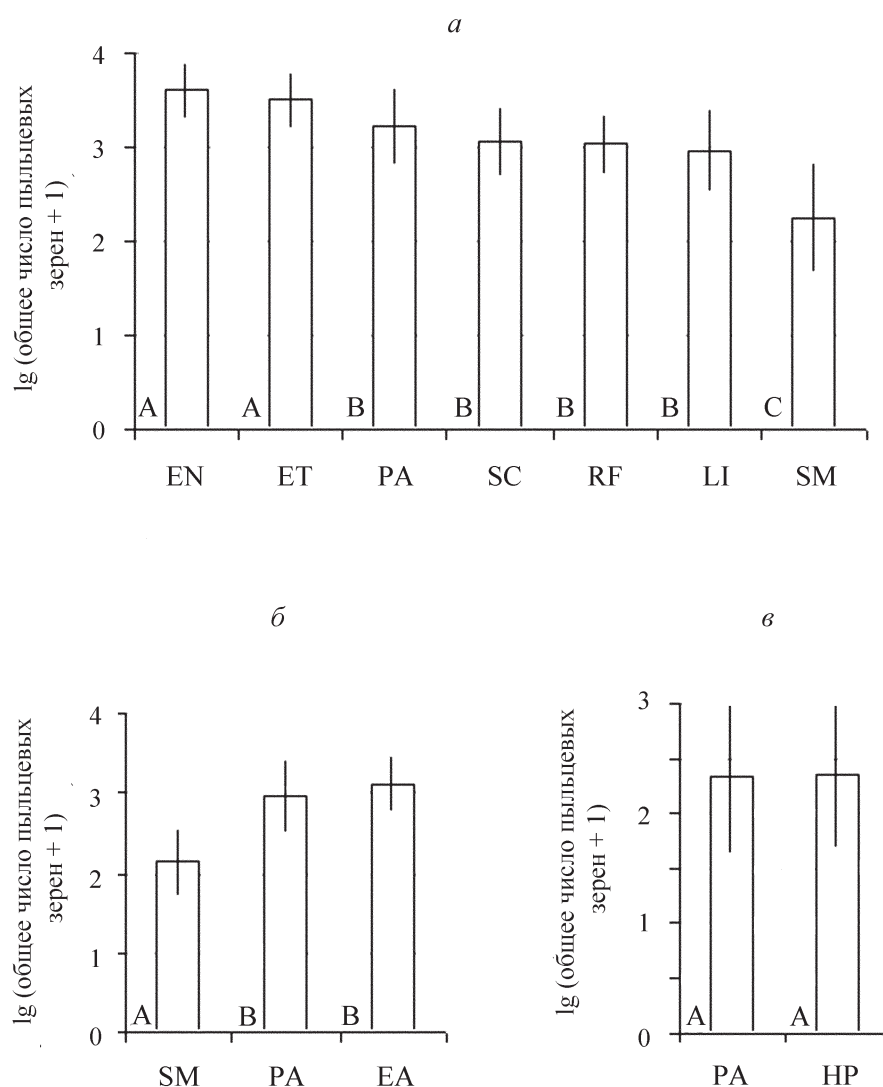 а
lg (общее число пыльцевых
зерен + 1)
4
3
2
1
0
A A B B B B C
EN ET PA SC RF LI SM
б
lg (общее число пыльцевых
зерен + 1)
4
3
2
1
0
A B B
SM PA EA
в
lg (общее число пыльцевых
зерен + 1)
3
2
1
0
A A
PA HP